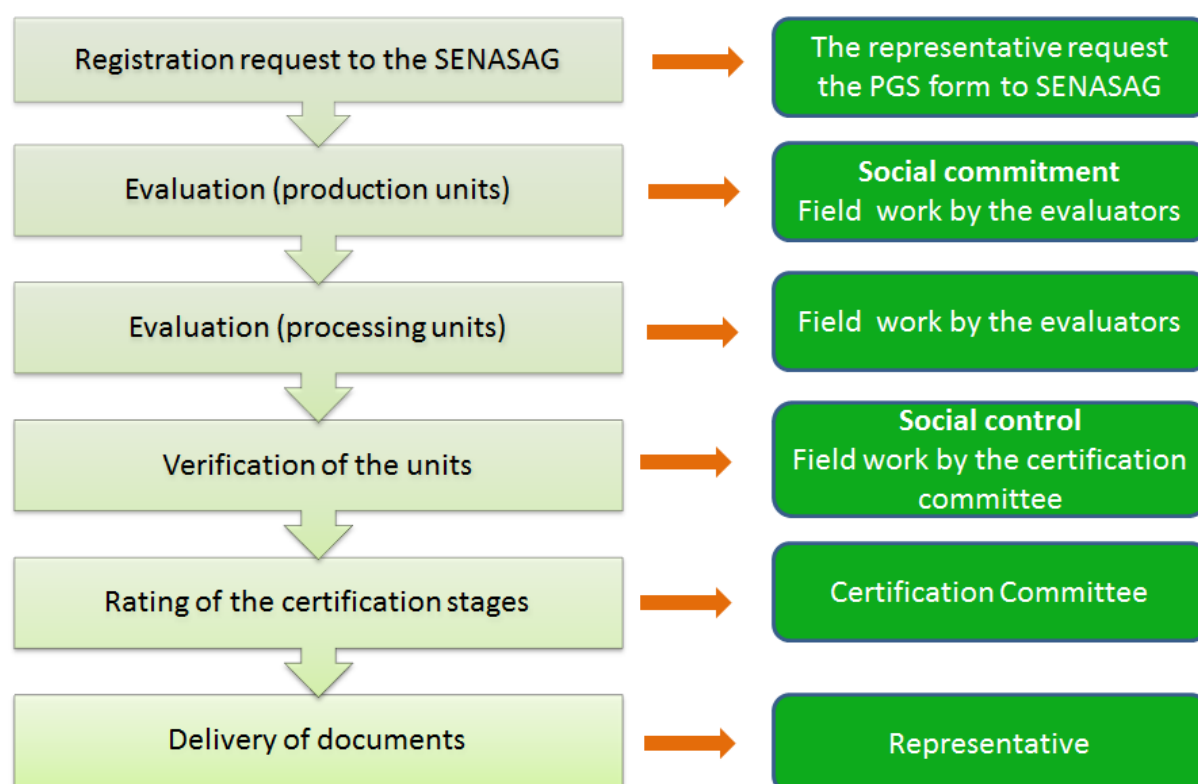 Registration request to the SENASAG
The representative request
the PGS form to SENASAG
Evaluation (production units)
Social commitment
Field work by the evaluators
Evaluation (processing units)
Field work by the evaluators
Verification of the units
Social control
Field work by the certification
committee
Rating of the certification stages
Certification Committee
Delivery of documents
Representative